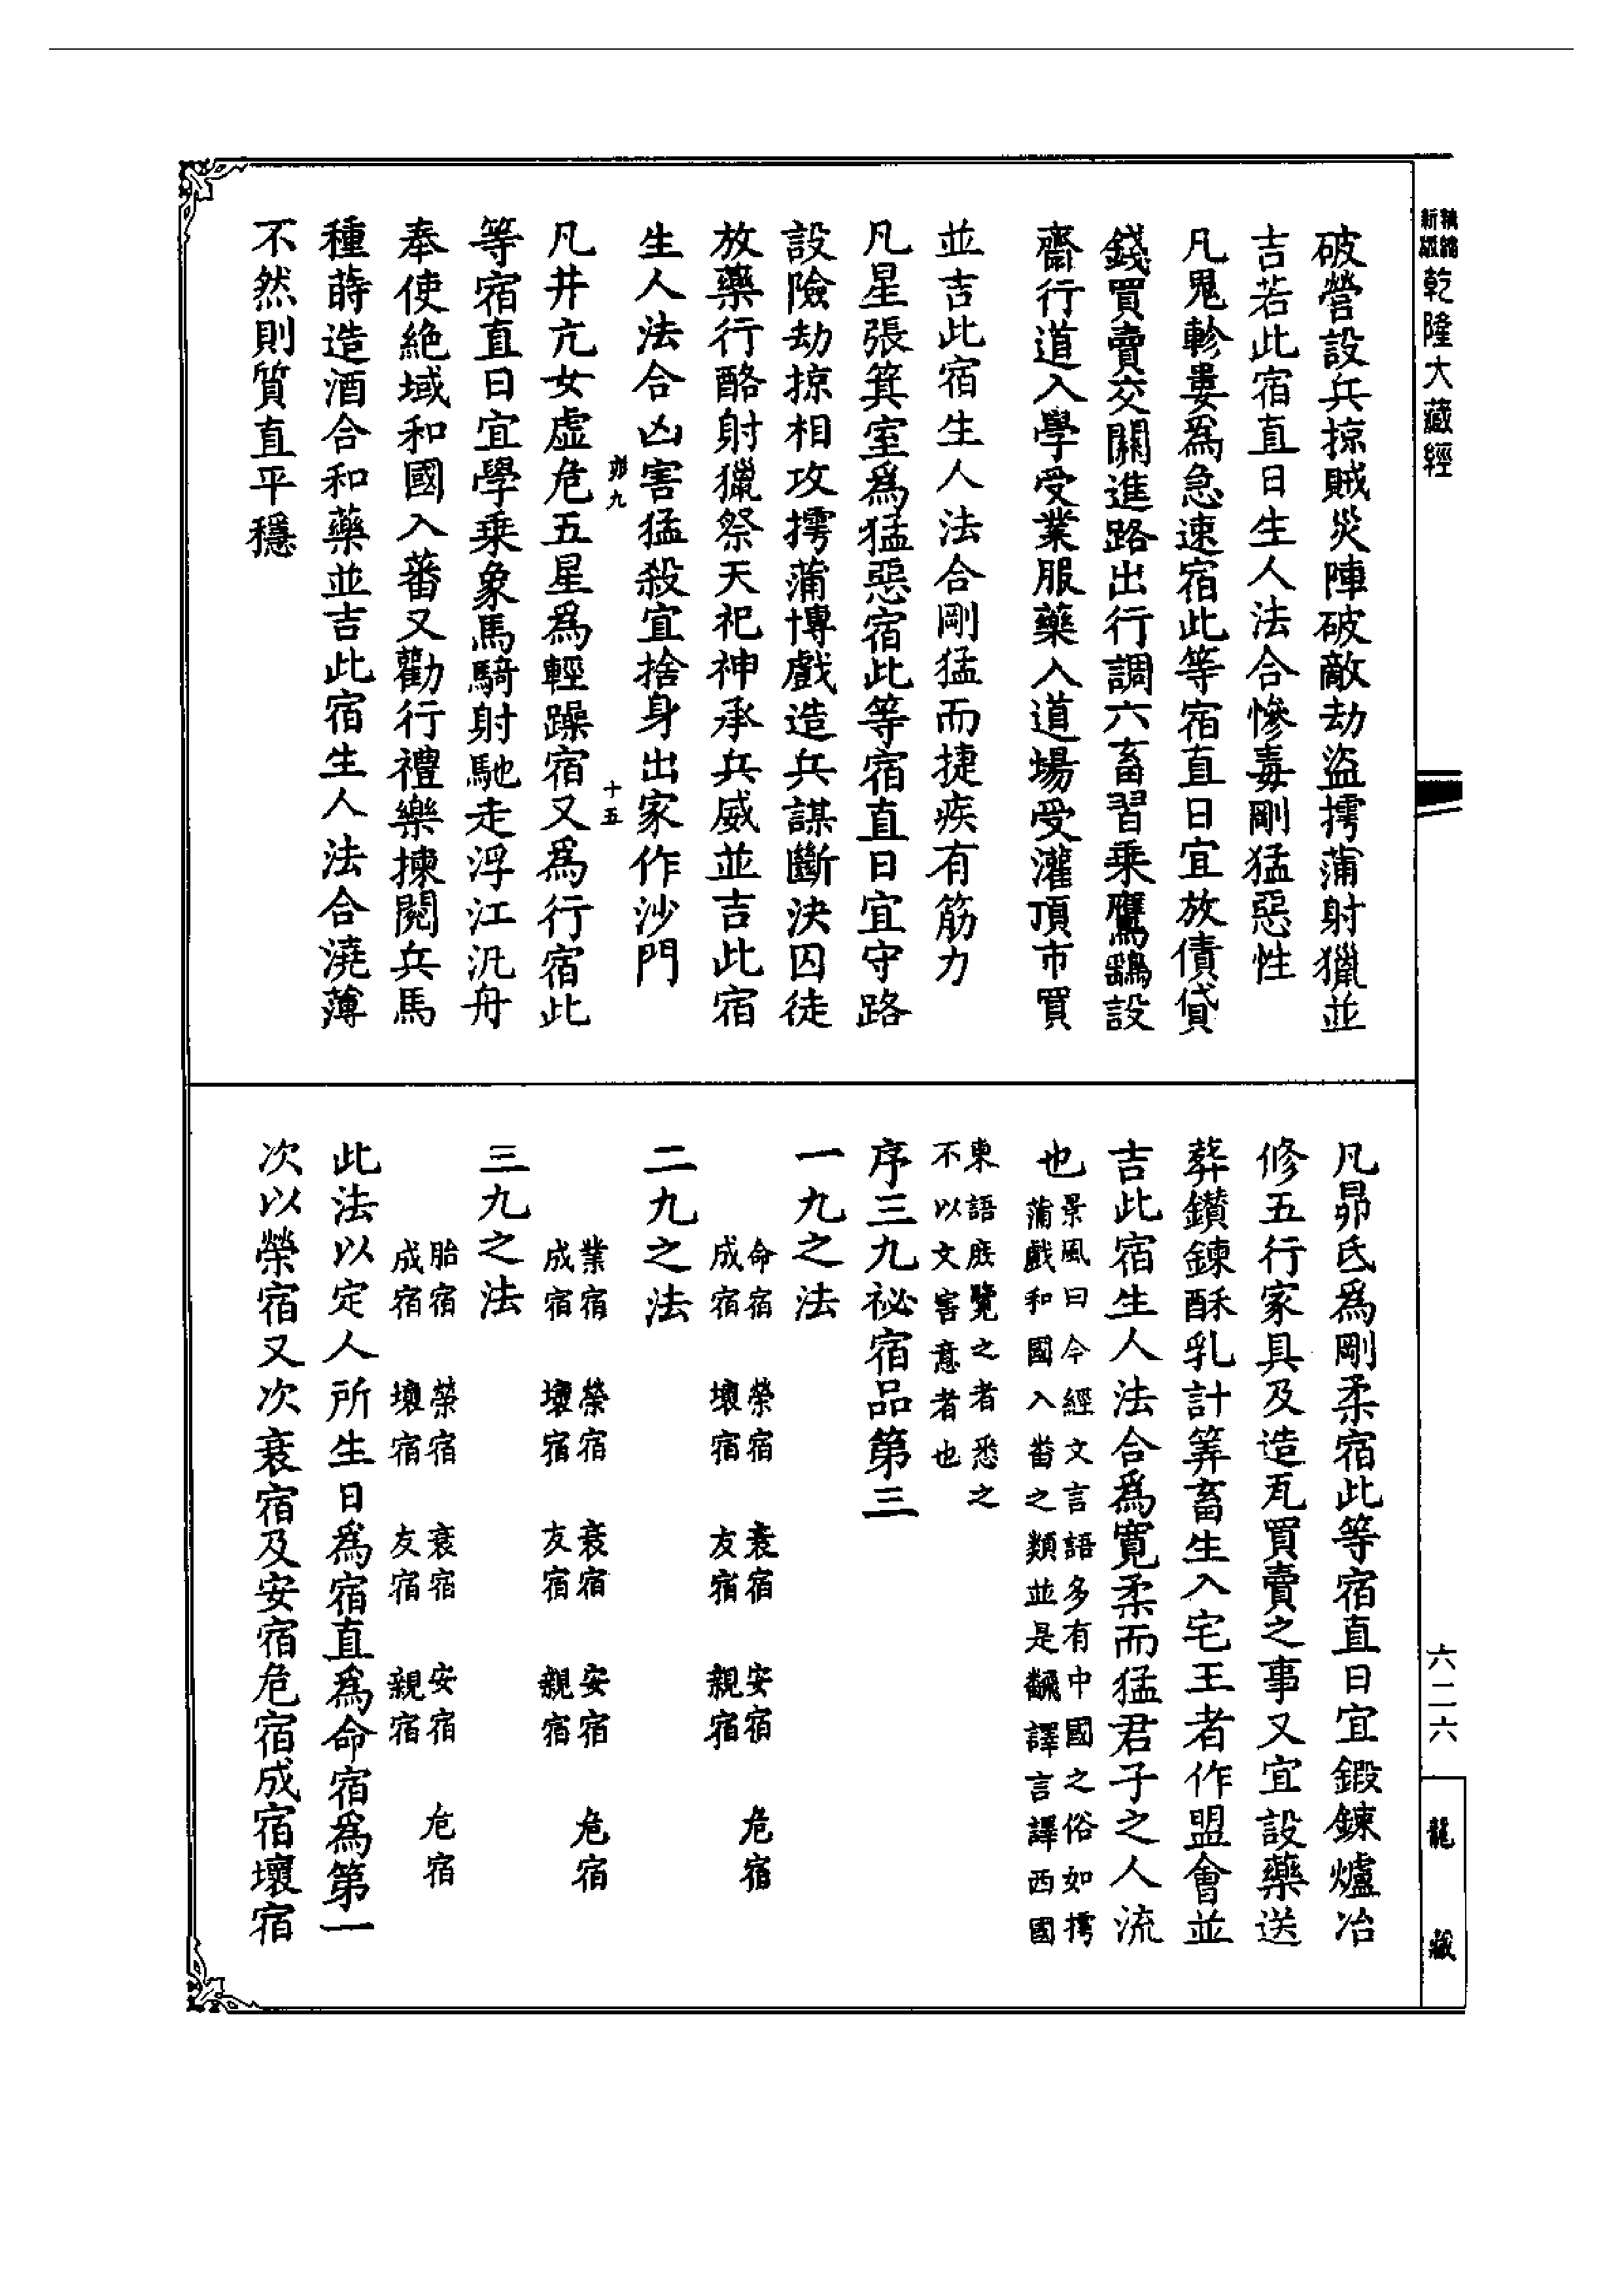 新編縮版乾隆大藏經
破營設兵掠賊災陣破敵劫盜摴蒲射獵並
吉若此宿直日生人法合慘毒剛猛惡性
凡鬼軫婁為急速宿此等宿直日宜放債貸
錢買賣交關進路出行調六畜習乘鷹鷂設
齋行道入學受業服藥入道場受灌頂市買
並吉此宿生人法合剛猛而捷疾有筋力
凡星張箕室為猛惡宿此等宿直日宜守路
設險劫掠相攻摴蒲博戲造兵謀斷決囚徒
放藥行酪射獵祭天祀神承兵威並吉此宿
生人法合凶害猛殺宜捨身出家作沙門
九 十五
凡井亢女虛危五星為輕躁宿又為行宿此
等宿直日宜學乘象馬騎射馳走浮江汎舟
奉使絕域和國入蕃又勸行禮樂揀閱兵馬
種蒔造酒合和藥並吉此宿生人法合澆薄
不然則質直平穩
凡昴氐為剛柔宿此等宿直日宜鍛鍊爐冶
修五行家具及造瓦買賣之事又宜設藥送
葬鑽鍊酥乳計筭畜生入宅王者作盟會並
吉此宿生人法合為寬柔而猛君子之人流
也
景風曰今經文言語多有中國之俗如摴
蒲戲和國入蕃之類並是飜譯言譯西國
東語庶覽之者悉之
不以文害意者也
序三九祕宿品第三
一九之法
命宿 榮宿 衰宿 安宿 危宿
成宿 壞宿 友宿 親宿
二九之法
業宿 榮宿 衰宿 安宿 危宿
成宿 壞宿 友宿 親宿
三九之法
胎宿 榮宿 衰宿 安宿 危宿
成宿 壞宿 友宿 親宿
此法以定人所生日為宿直為命宿為第一
次以榮宿又次衰宿及安宿危宿成宿壞宿
六二六
龍藏